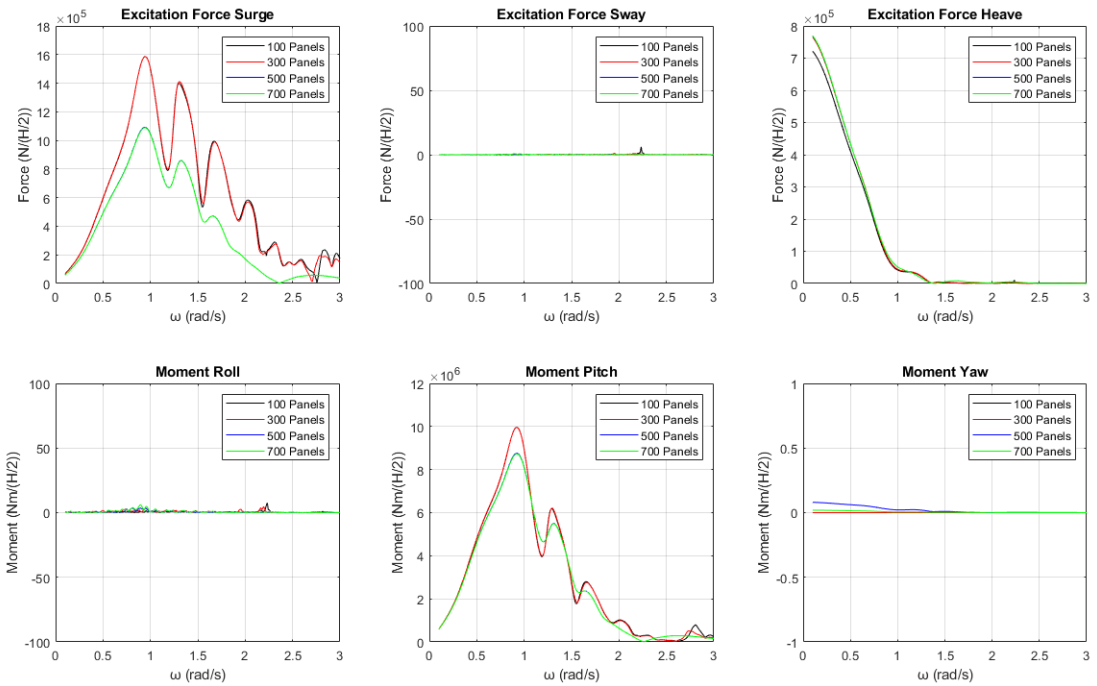 Excitation Force Surge
×10⁵
18
16
14
12
10
8
6
4
2
0
Force (N/(H/2))
0 0.5 1 1.5 2 2.5 3
ω (rad/s)
100 Panels
300 Panels
500 Panels
700 Panels
Excitation Force Sway
100
50
0
-50
-100
Force (N/(H/2))
0 0.5 1 1.5 2 2.5 3
ω (rad/s)
100 Panels
300 Panels
500 Panels
700 Panels
Excitation Force Heave
×10⁵
8
7
6
5
4
3
2
1
0
Force (N/(H/2))
0 0.5 1 1.5 2 2.5 3
ω (rad/s)
100 Panels
300 Panels
500 Panels
700 Panels
Moment Roll
100
50
0
-50
-100
Moment (Nm/(H/2))
0 0.5 1 1.5 2 2.5 3
ω (rad/s)
100 Panels
300 Panels
500 Panels
700 Panels
Moment Pitch
×10⁶
12
10
8
6
4
2
0
Moment (Nm/(H/2))
0 0.5 1 1.5 2 2.5 3
ω (rad/s)
100 Panels
300 Panels
500 Panels
700 Panels
Moment Yaw
1
0.5
0
-0.5
-1
Moment (Nm/(H/2))
0 0.5 1 1.5 2 2.5 3
ω (rad/s)
100 Panels
300 Panels
500 Panels
700 Panels